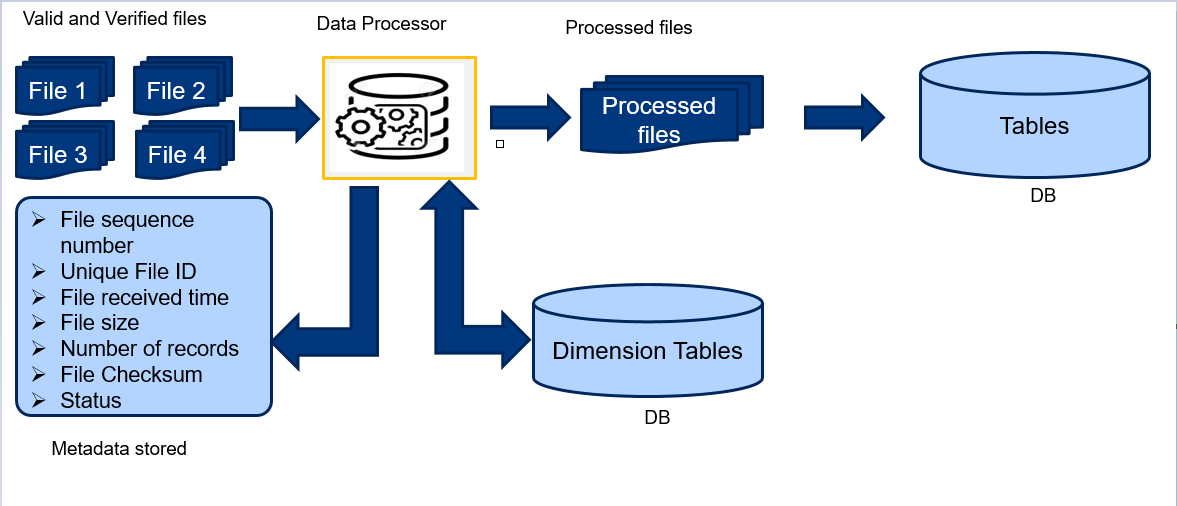 Valid and Verified files
Data Processor
Processed files
File 1
File 2
File 3
File 4
Processed
files
Tables
DB
➢ File sequence
number
➢ Unique File ID
➢ File received time
➢ File size
➢ Number of records
➢ File Checksum
➢ Status
Metadata stored
Dimension Tables
DB